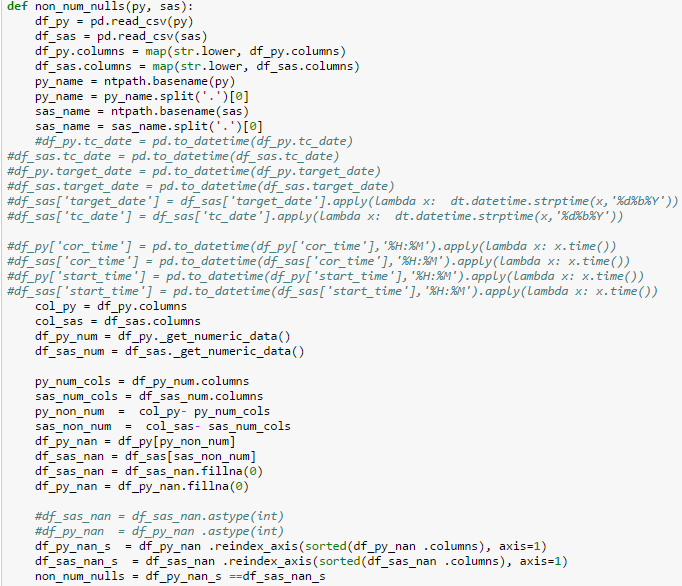 def non_num_nulls(py, sas):
    df_py = pd.read_csv(py)
    df_sas = pd.read_csv(sas)
    df_py.columns = map(str.lower, df_py.columns)
    df_sas.columns = map(str.lower, df_sas.columns)
    py_name = ntpath.basename(py)
    py_name = py_name.split('.')[0]
    sas_name = ntpath.basename(sas)
    sas_name = sas_name.split('.')[0]
    #df_py.tc_date = pd.to_datetime(df_py.tc_date)
#df_sas.tc_date = pd.to_datetime(df_sas.tc_date)
#df_py.target_date = pd.to_datetime(df_py.target_date)
#df_sas.target_date = pd.to_datetime(df_sas.target_date)
#df_sas['target_date'] = df_sas['target_date'].apply(lambda x:  dt.datetime.strptime(x,'%d%b%Y'))
#df_sas['tc_date'] = df_sas['tc_date'].apply(lambda x:  dt.datetime.strptime(x,'%d%b%Y'))

#df_py['cor_time'] = pd.to_datetime(df_py['cor_time'],'%H:%M').apply(lambda x: x.time())
#df_sas['cor_time'] = pd.to_datetime(df_sas['cor_time'],'%H:%M').apply(lambda x: x.time())
#df_py['start_time'] = pd.to_datetime(df_py['start_time'],'%H:%M').apply(lambda x: x.time())
#df_sas['start_time'] = pd.to_datetime(df_sas['start_time'],'%H:%M').apply(lambda x: x.time())
    col_py = df_py.columns
    col_sas = df_sas.columns
    df_py_num = df_py._get_numeric_data()
    df_sas_num = df_sas._get_numeric_data()

    py_num_cols = df_py_num.columns
    sas_num_cols = df_sas_num.columns
    py_non_num  =  col_py- py_num_cols
    sas_non_num  =  col_sas- sas_num_cols
    df_py_nan = df_py[py_non_num]
    df_sas_nan = df_sas[sas_non_num]
    df_sas_nan = df_sas_nan.fillna(0)
    df_py_nan = df_py_nan.fillna(0)

    #df_sas_nan = df_sas_nan.astype(int)
    #df_py_nan  = df_py_nan .astype(int)
    df_py_nan_s  = df_py_nan .reindex_axis(sorted(df_py_nan .columns), axis=1)
    df_sas_nan_s  = df_sas_nan .reindex_axis(sorted(df_sas_nan .columns), axis=1)
    non_num_nulls = df_py_nan_s ==df_sas_nan_s